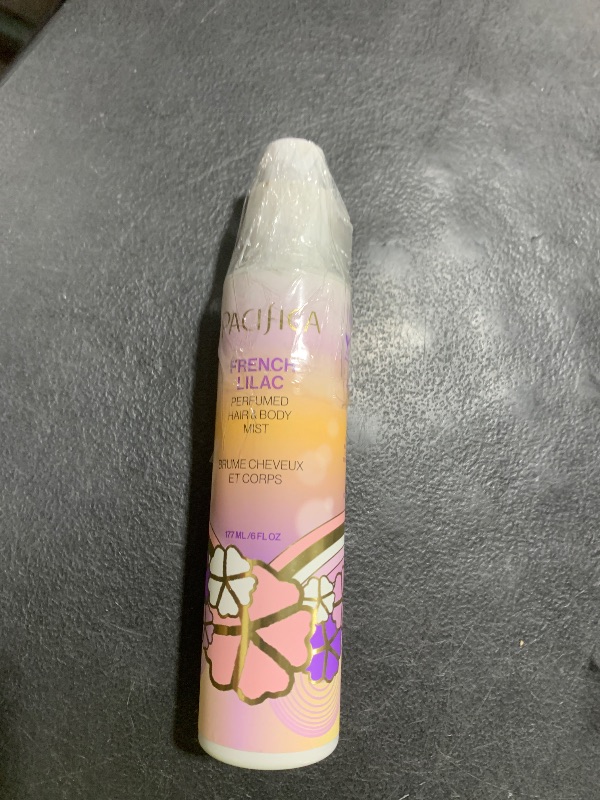 PACIFICA
FRENCH
LILAC
PERFUMED
HAIR & BODY
MIST
BRUME CHEVEUX
ET CORPS
177 ML / 6 FL OZ